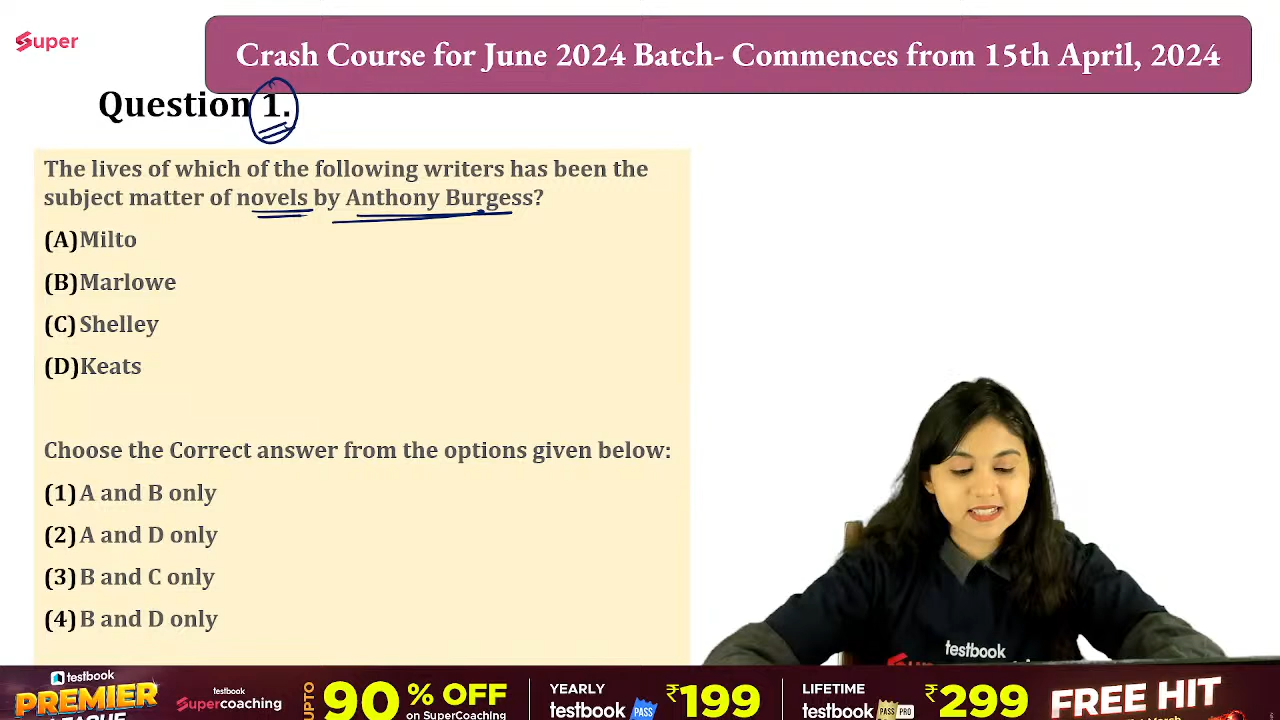 Super
Crash Course for June 2024 Batch- Commences from 15th April, 2024
Question 1.
The lives of which of the following writers has been the
subject matter of novels by Anthony Burgess?
(A)Milto
(B)Marlowe
(C)Shelley
(D)Keats
Choose the Correct answer from the options given below:
(1)A and B only
(2)A and D only
(3)B and C only
(4)B and D only
testbook
testbook
PREMIER
LEAGUE
testbook
Supercoaching
UPTO
90% OFF
on SuperCoaching
YEARLY
testbook PASS
₹199
LIFETIME
testbook PASS PRO
₹299
FREE HIT
March